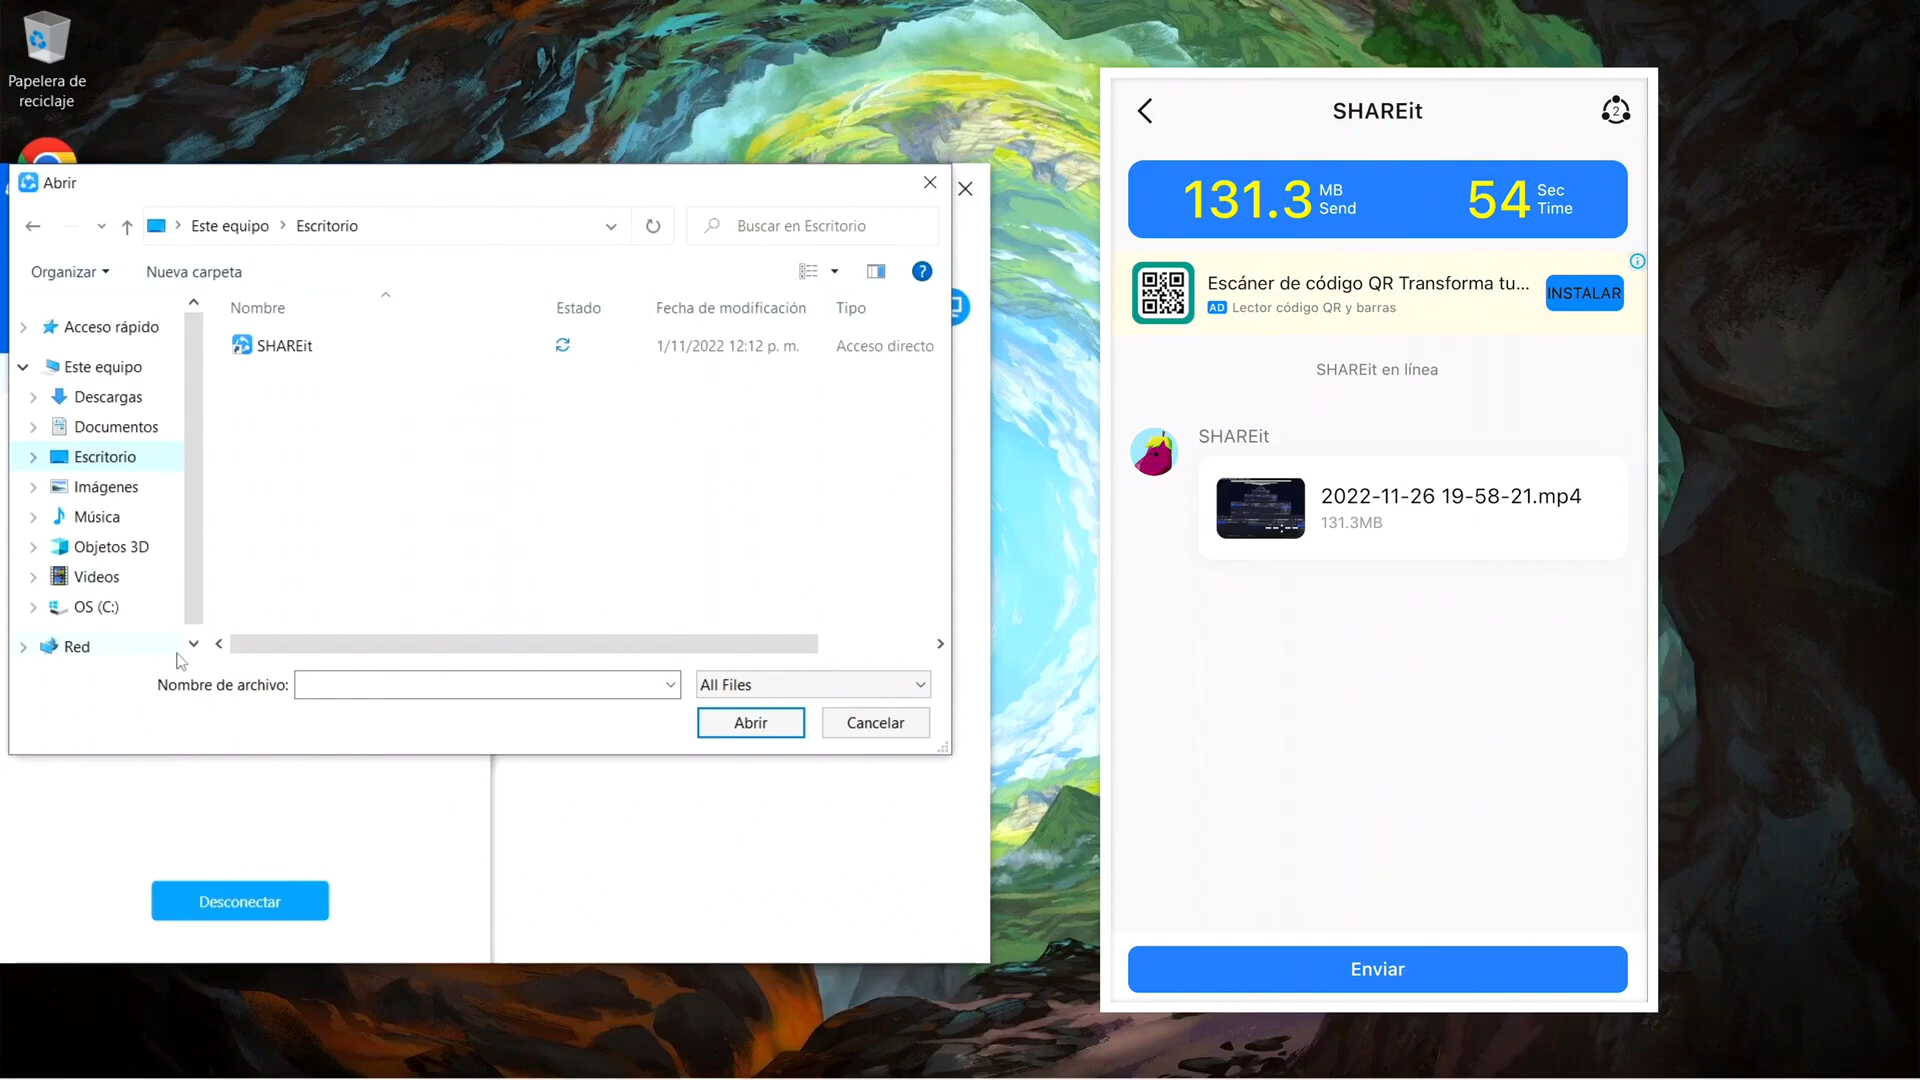 Papelera de
reciclaje
Abrir
Este equipo > Escritorio
Buscar en Escritorio
Organizar
Nueva carpeta
?
Nombre
Estado
Fecha de modificación
Tipo
Acceso rápido
SHAREit
1/11/2022 12:12 p. m.
Acceso directo
Este equipo
Descargas
Documentos
Escritorio
Imágenes
Música
Objetos 3D
Videos
OS (C:)
Red
Nombre de archivo:
All Files
Abrir
Cancelar
Desconectar
SHAREit
2
131.3 MB Send
54 Sec Time
Escáner de código QR Transforma tu...
AD Lector código QR y barras
INSTALAR
SHAREit en línea
SHAREit
2022-11-26 19-58-21.mp4
131.3MB
Enviar